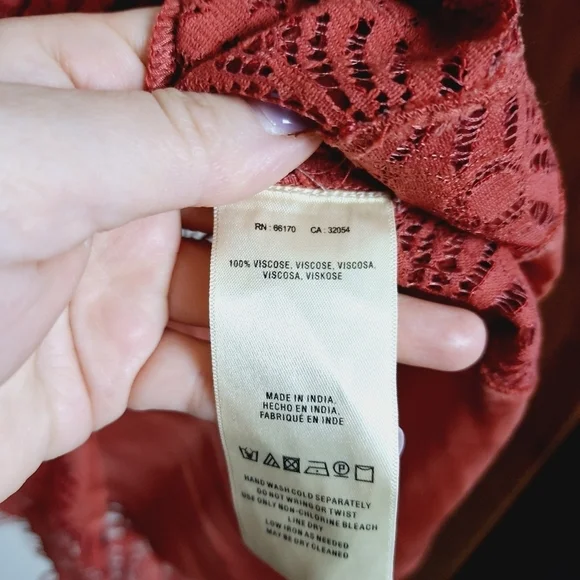 RN : 66170 CA : 32054
100% VISCOSE, VISCOSE, VISCOSA,
VISCOSA, VISKOSE
MADE IN INDIA,
HECHO EN INDIA,
FABRIQUÉ EN INDE
HAND WASH COLD SEPARATELY
DO NOT WRING OR TWIST
USE ONLY NON-CHLORINE BLEACH
LINE DRY
LOW IRON AS NEEDED
MAY BE DRY CLEANED